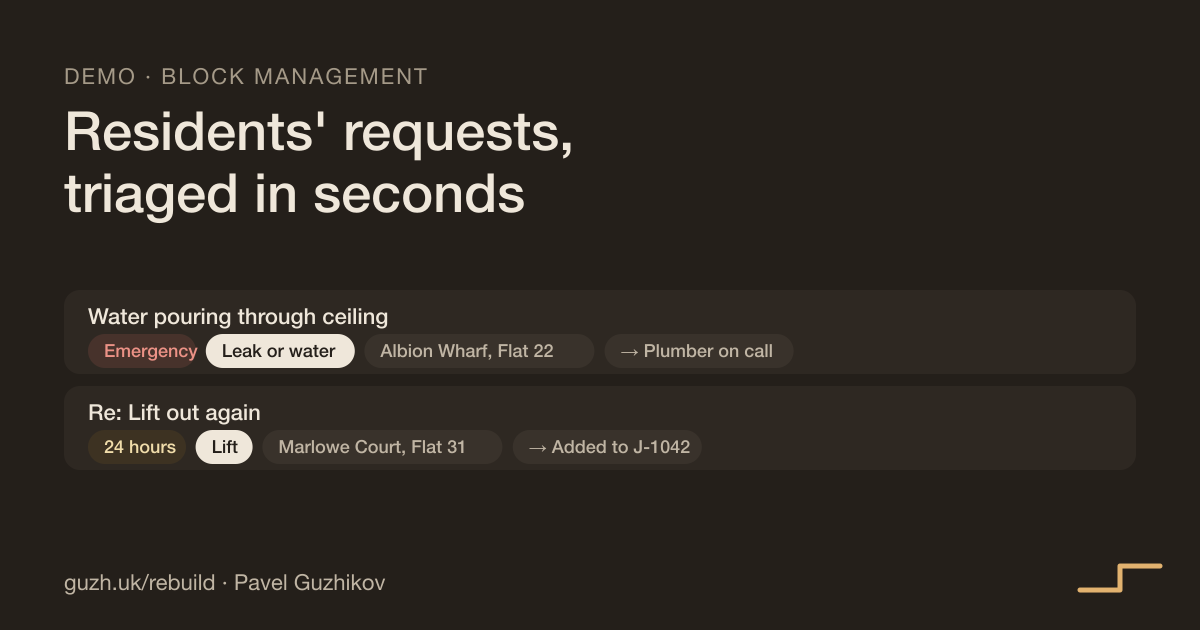 DEMO · BLOCK MANAGEMENT
Residents' requests,
triaged in seconds
Water pouring through ceiling
Emergency Leak or water Albion Wharf, Flat 22 → Plumber on call
Re: Lift out again
24 hours Lift Marlowe Court, Flat 31 → Added to J-1042
guzh.uk/rebuild · Pavel Guzhikov